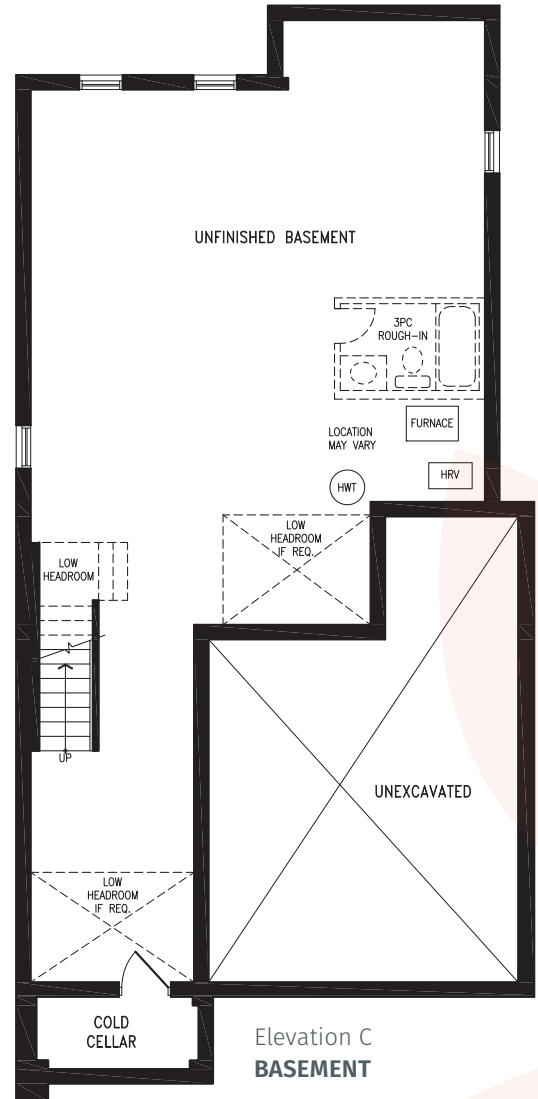 UNFINISHED BASEMENT
3PC
ROUGH-IN
FURNACE
LOCATION
MAY VARY
HRV
HWT
LOW
HEADROOM
IF REQ.
LOW
HEADROOM
UP
UNEXCAVATED
LOW
HEADROOM
IF REQ.
COLD
CELLAR
Elevation C
BASEMENT